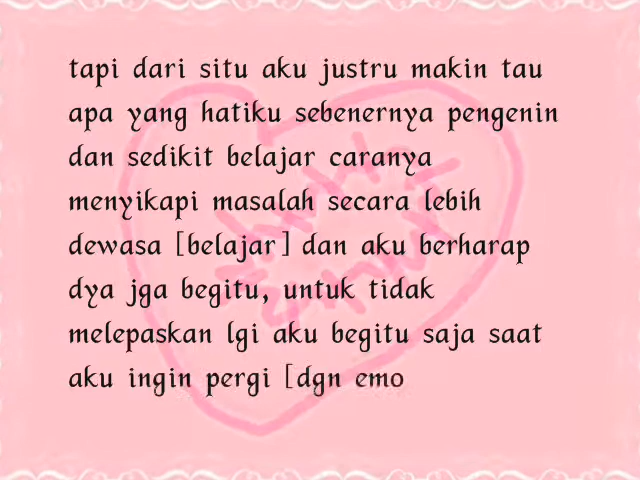 tapi dari situ aku justru makin tau
apa yang hatiku sebenernya pengenin
dan sedikit belajar caranya
menyikapi masalah secara lebih
dewasa [belajar] dan aku berharap
dya jga begitu, untuk tidak
melepaskan lgi aku begitu saja saat
aku ingin pergi [dgn emo